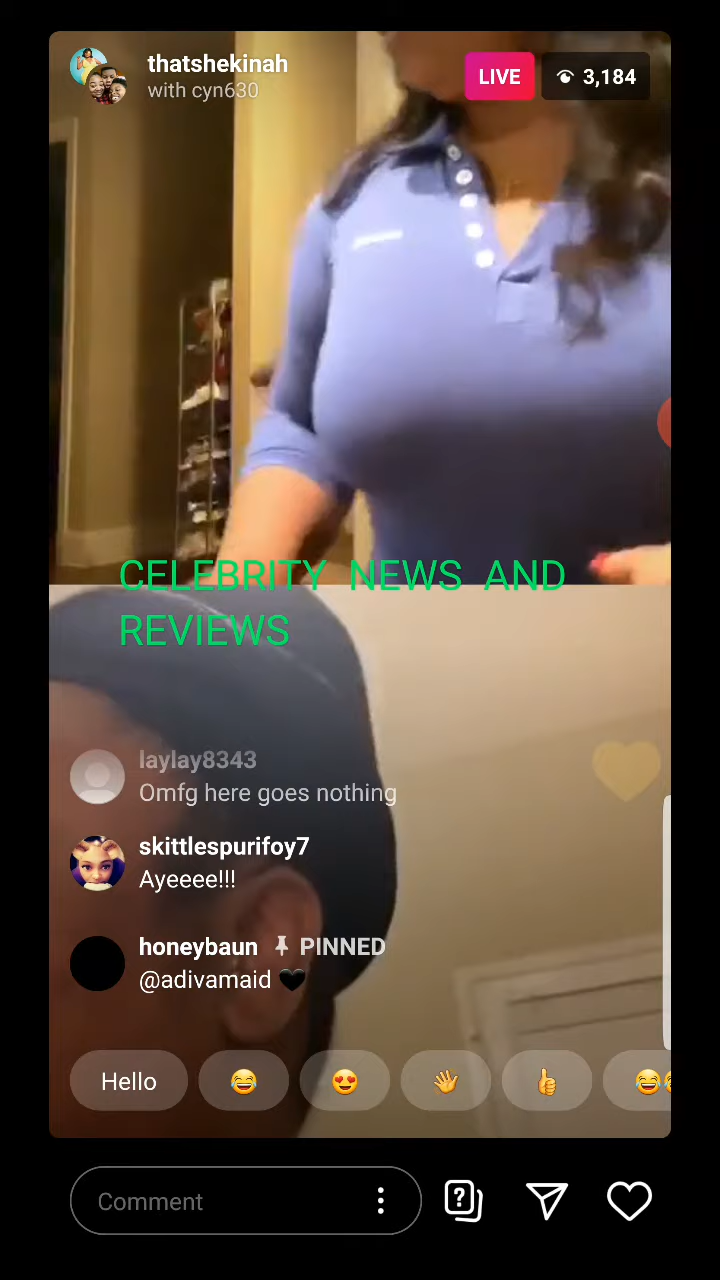 thatshekinah
with cyn630
LIVE
3,184
CELEBRITY NEWS AND
REVIEWS
laylay8343
Omfg here goes nothing
skittlespurifoy7
Ayeeee!!!
honeybaun PINNED
@adivamaid 🖤
Hello 😂 😍 👋 👍 😂😂
Comment